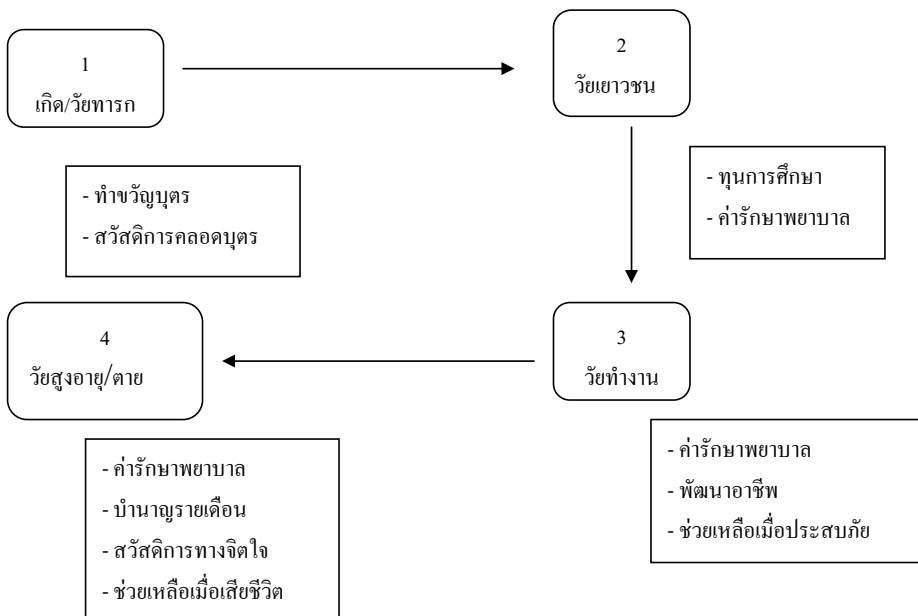 1
เกิด/วัยทารก
2
วัยเยาวชน
- ทำขวัญบุตร
- สวัสดิการคลอดบุตร
- ทุนการศึกษา
- ค่ารักษาพยาบาล
4
วัยสูงอายุ/ตาย
3
วัยทำงาน
- ค่ารักษาพยาบาล
- บำนาญรายเดือน
- สวัสดิการทางจิตใจ
- ช่วยเหลือเมื่อเสียชีวิต
- ค่ารักษาพยาบาล
- พัฒนาอาชีพ
- ช่วยเหลือเมื่อประสบภัย